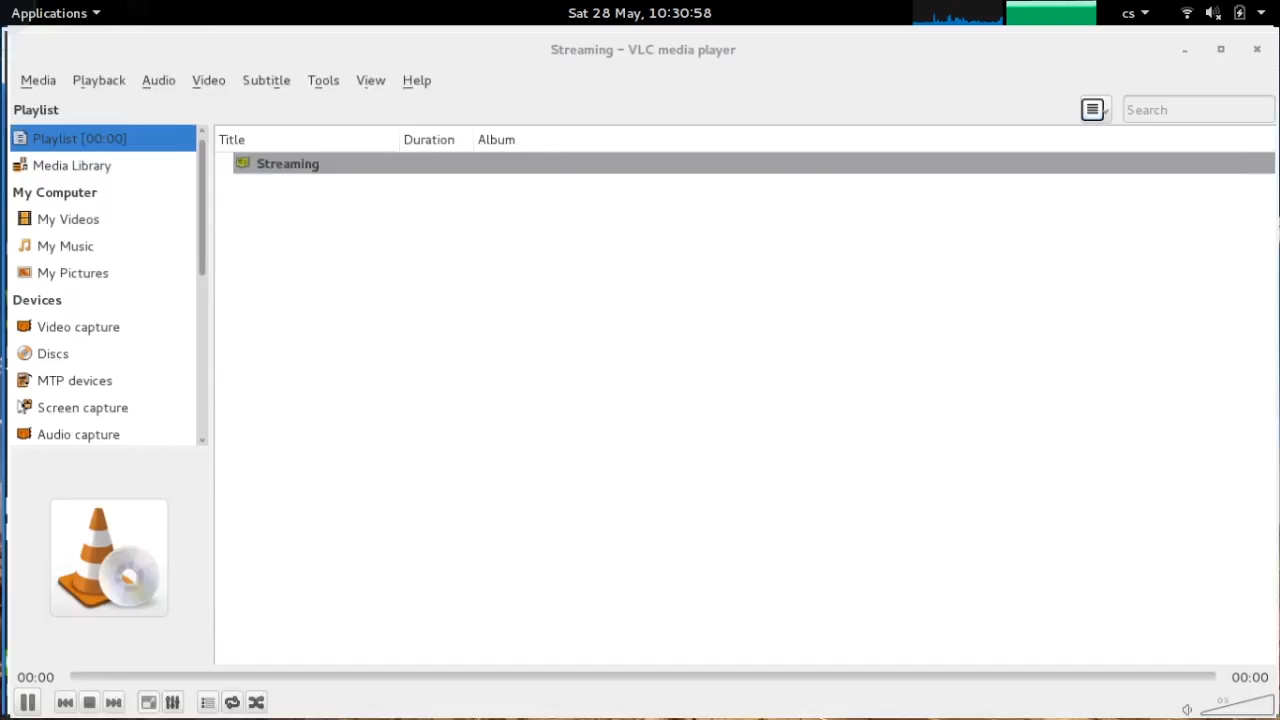 Applications Sat 28 May, 10:30:58 cs
Streaming – VLC media player
Media Playback Audio Video Subtitle Tools View Help
Playlist Search
Playlist [00:00] Title Duration Album
Streaming
Media Library
My Computer
My Videos
My Music
My Pictures
Devices
Video capture
Discs
MTP devices
Screen capture
Audio capture
00:00 00:00